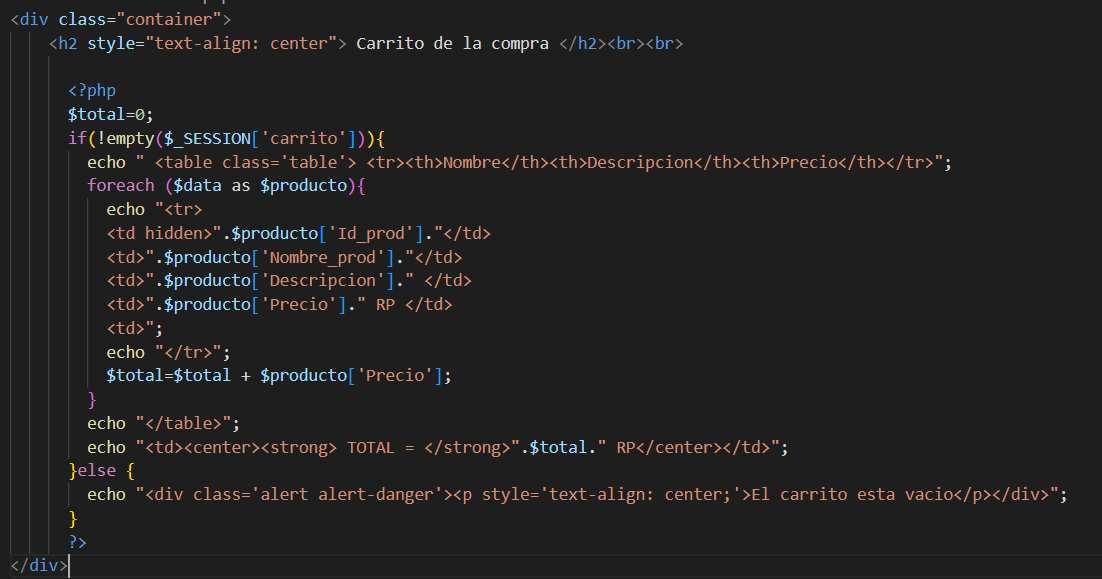 <div class="container">
<h2 style="text-align: center"> Carrito de la compra </h2><br><br>
<?php
$total=0;
if(!empty($_SESSION['carrito'])){
echo " <table class='table'> <tr><th>Nombre</th><th>Descripcion</th><th>Precio</th></tr>";
foreach ($data as $producto){
echo "<tr>
<td hidden>".$producto['Id_prod']."</td>
<td>".$producto['Nombre_prod']."</td>
<td>".$producto['Descripcion']." </td>
<td>".$producto['Precio']." RP </td>
<td>";
echo "</tr>";
$total=$total + $producto['Precio'];
}
echo "</table>";
echo "<td><center><strong> TOTAL = </strong>".$total." RP</center></td>";
}else {
echo "<div class='alert alert-danger'><p style='text-align: center;'>El carrito esta vacio</p></div>";
}
?>
</div>